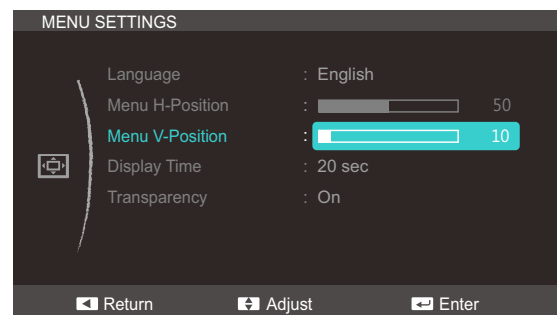 MENU SETTINGS
Language : English
Menu H-Position : 50
Menu V-Position : 10
Display Time : 20 sec
Transparency : On
Return Adjust Enter